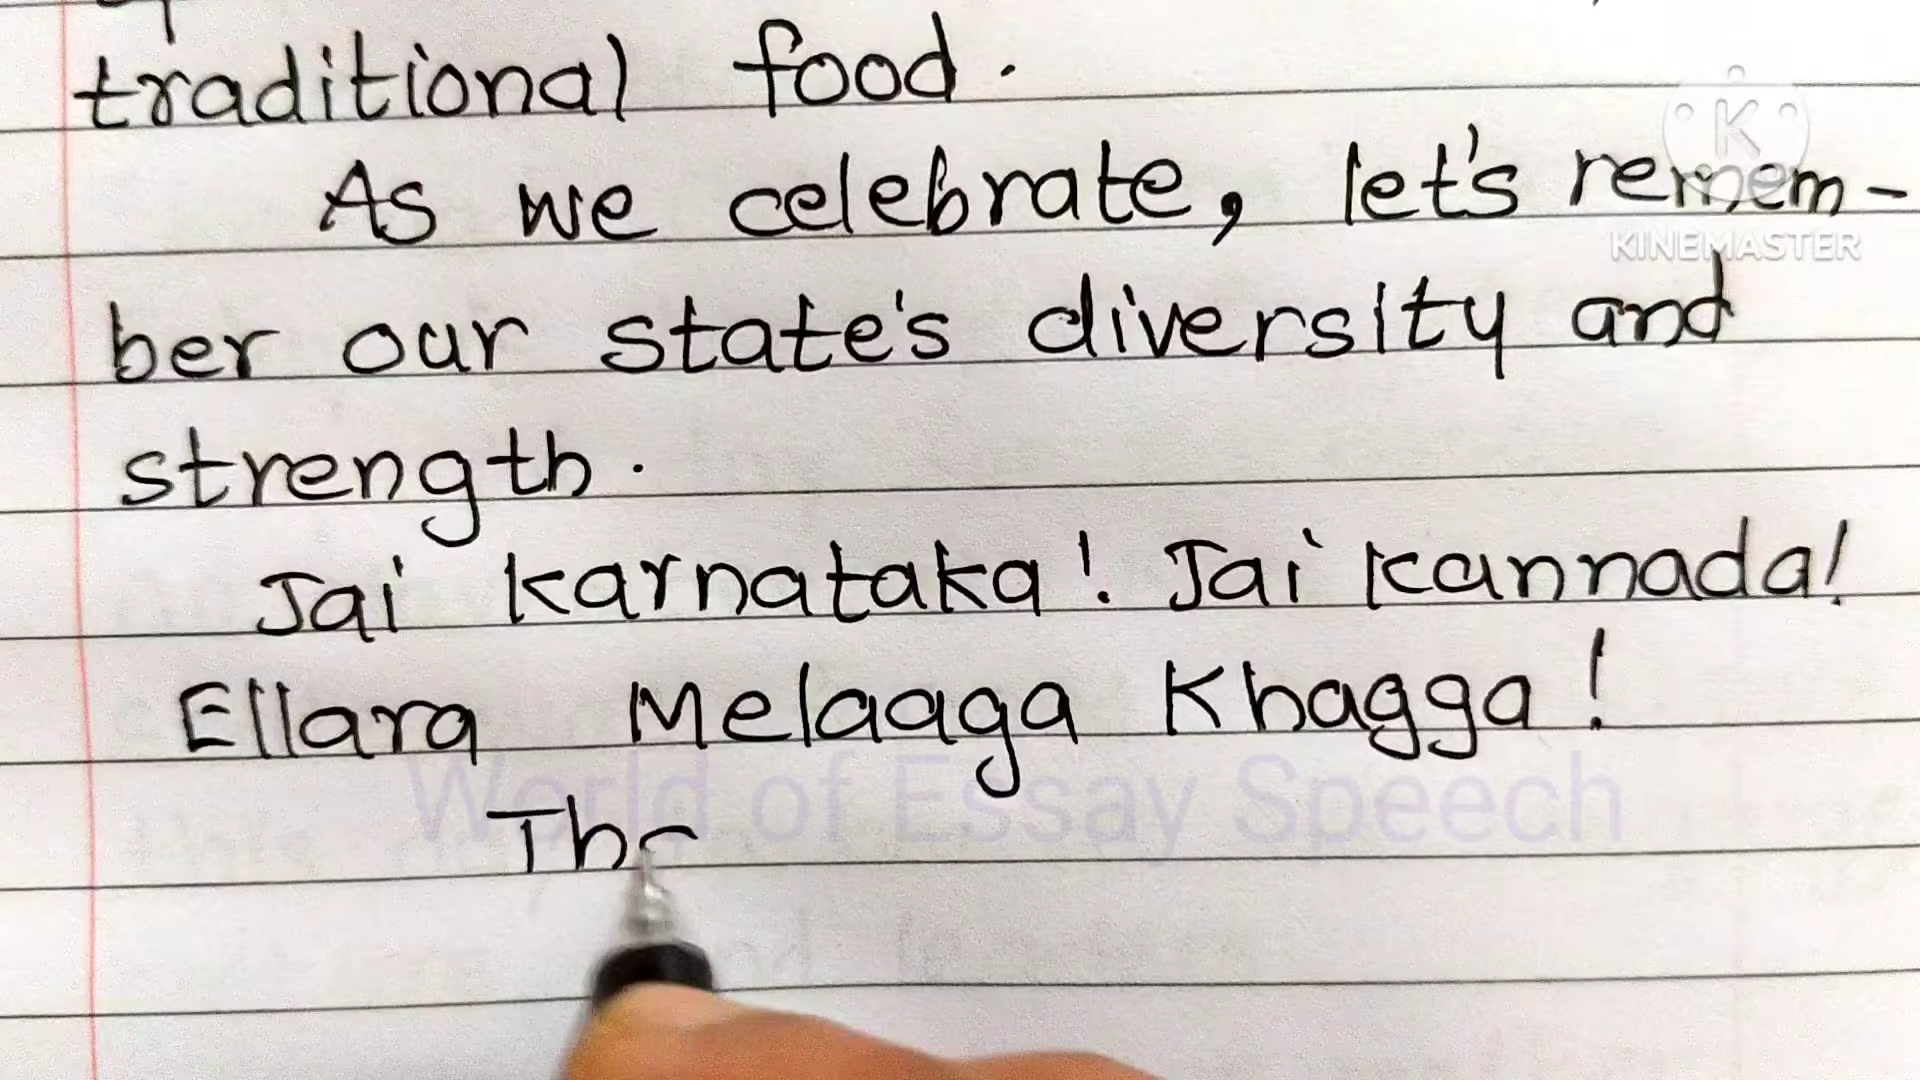 traditional food.
As we celebrate, let's remem-
KINEMASTER
ber our state's diversity and
strength.
Jai Karnataka! Jai Kannada!
Ellara Melaaga Khagga!
World of Essay Speech